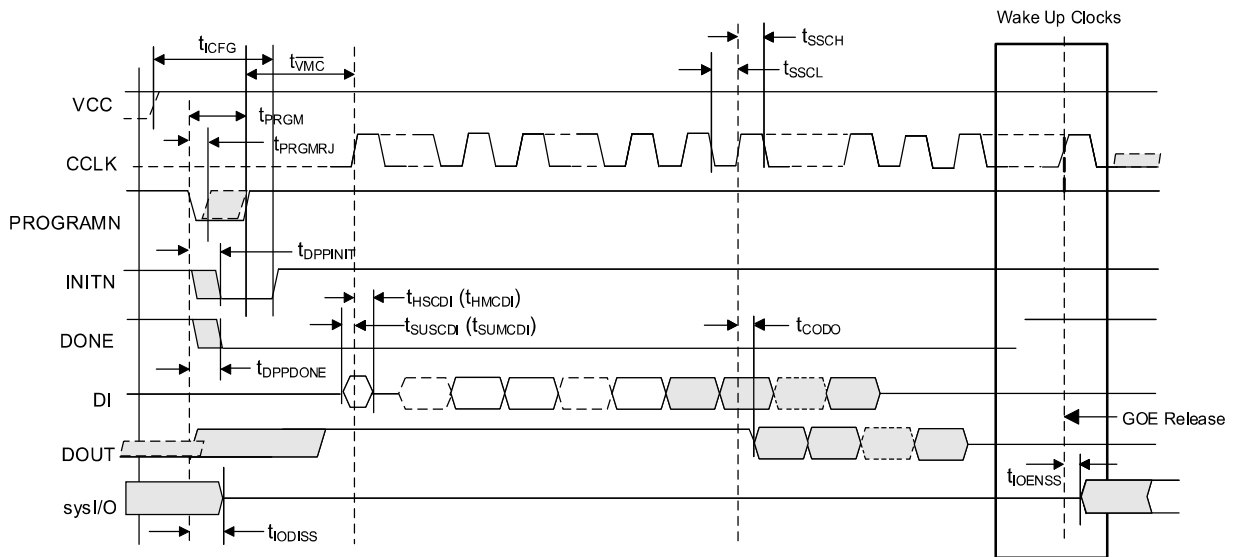 Wake Up Clocks
tICFG
tVMC
tSSCH
tSSCL
VCC
tPRGM
tPRGMRJ
CCLK
PROGRAMN
tDPPINIT
INITN
tHSCDI (tHMCDI)
tSUSCDI (tSUMCDI)
tCODO
DONE
tDPPDONE
DI
GOE Release
DOUT
tIOENSS
sysI/O
tIODISS